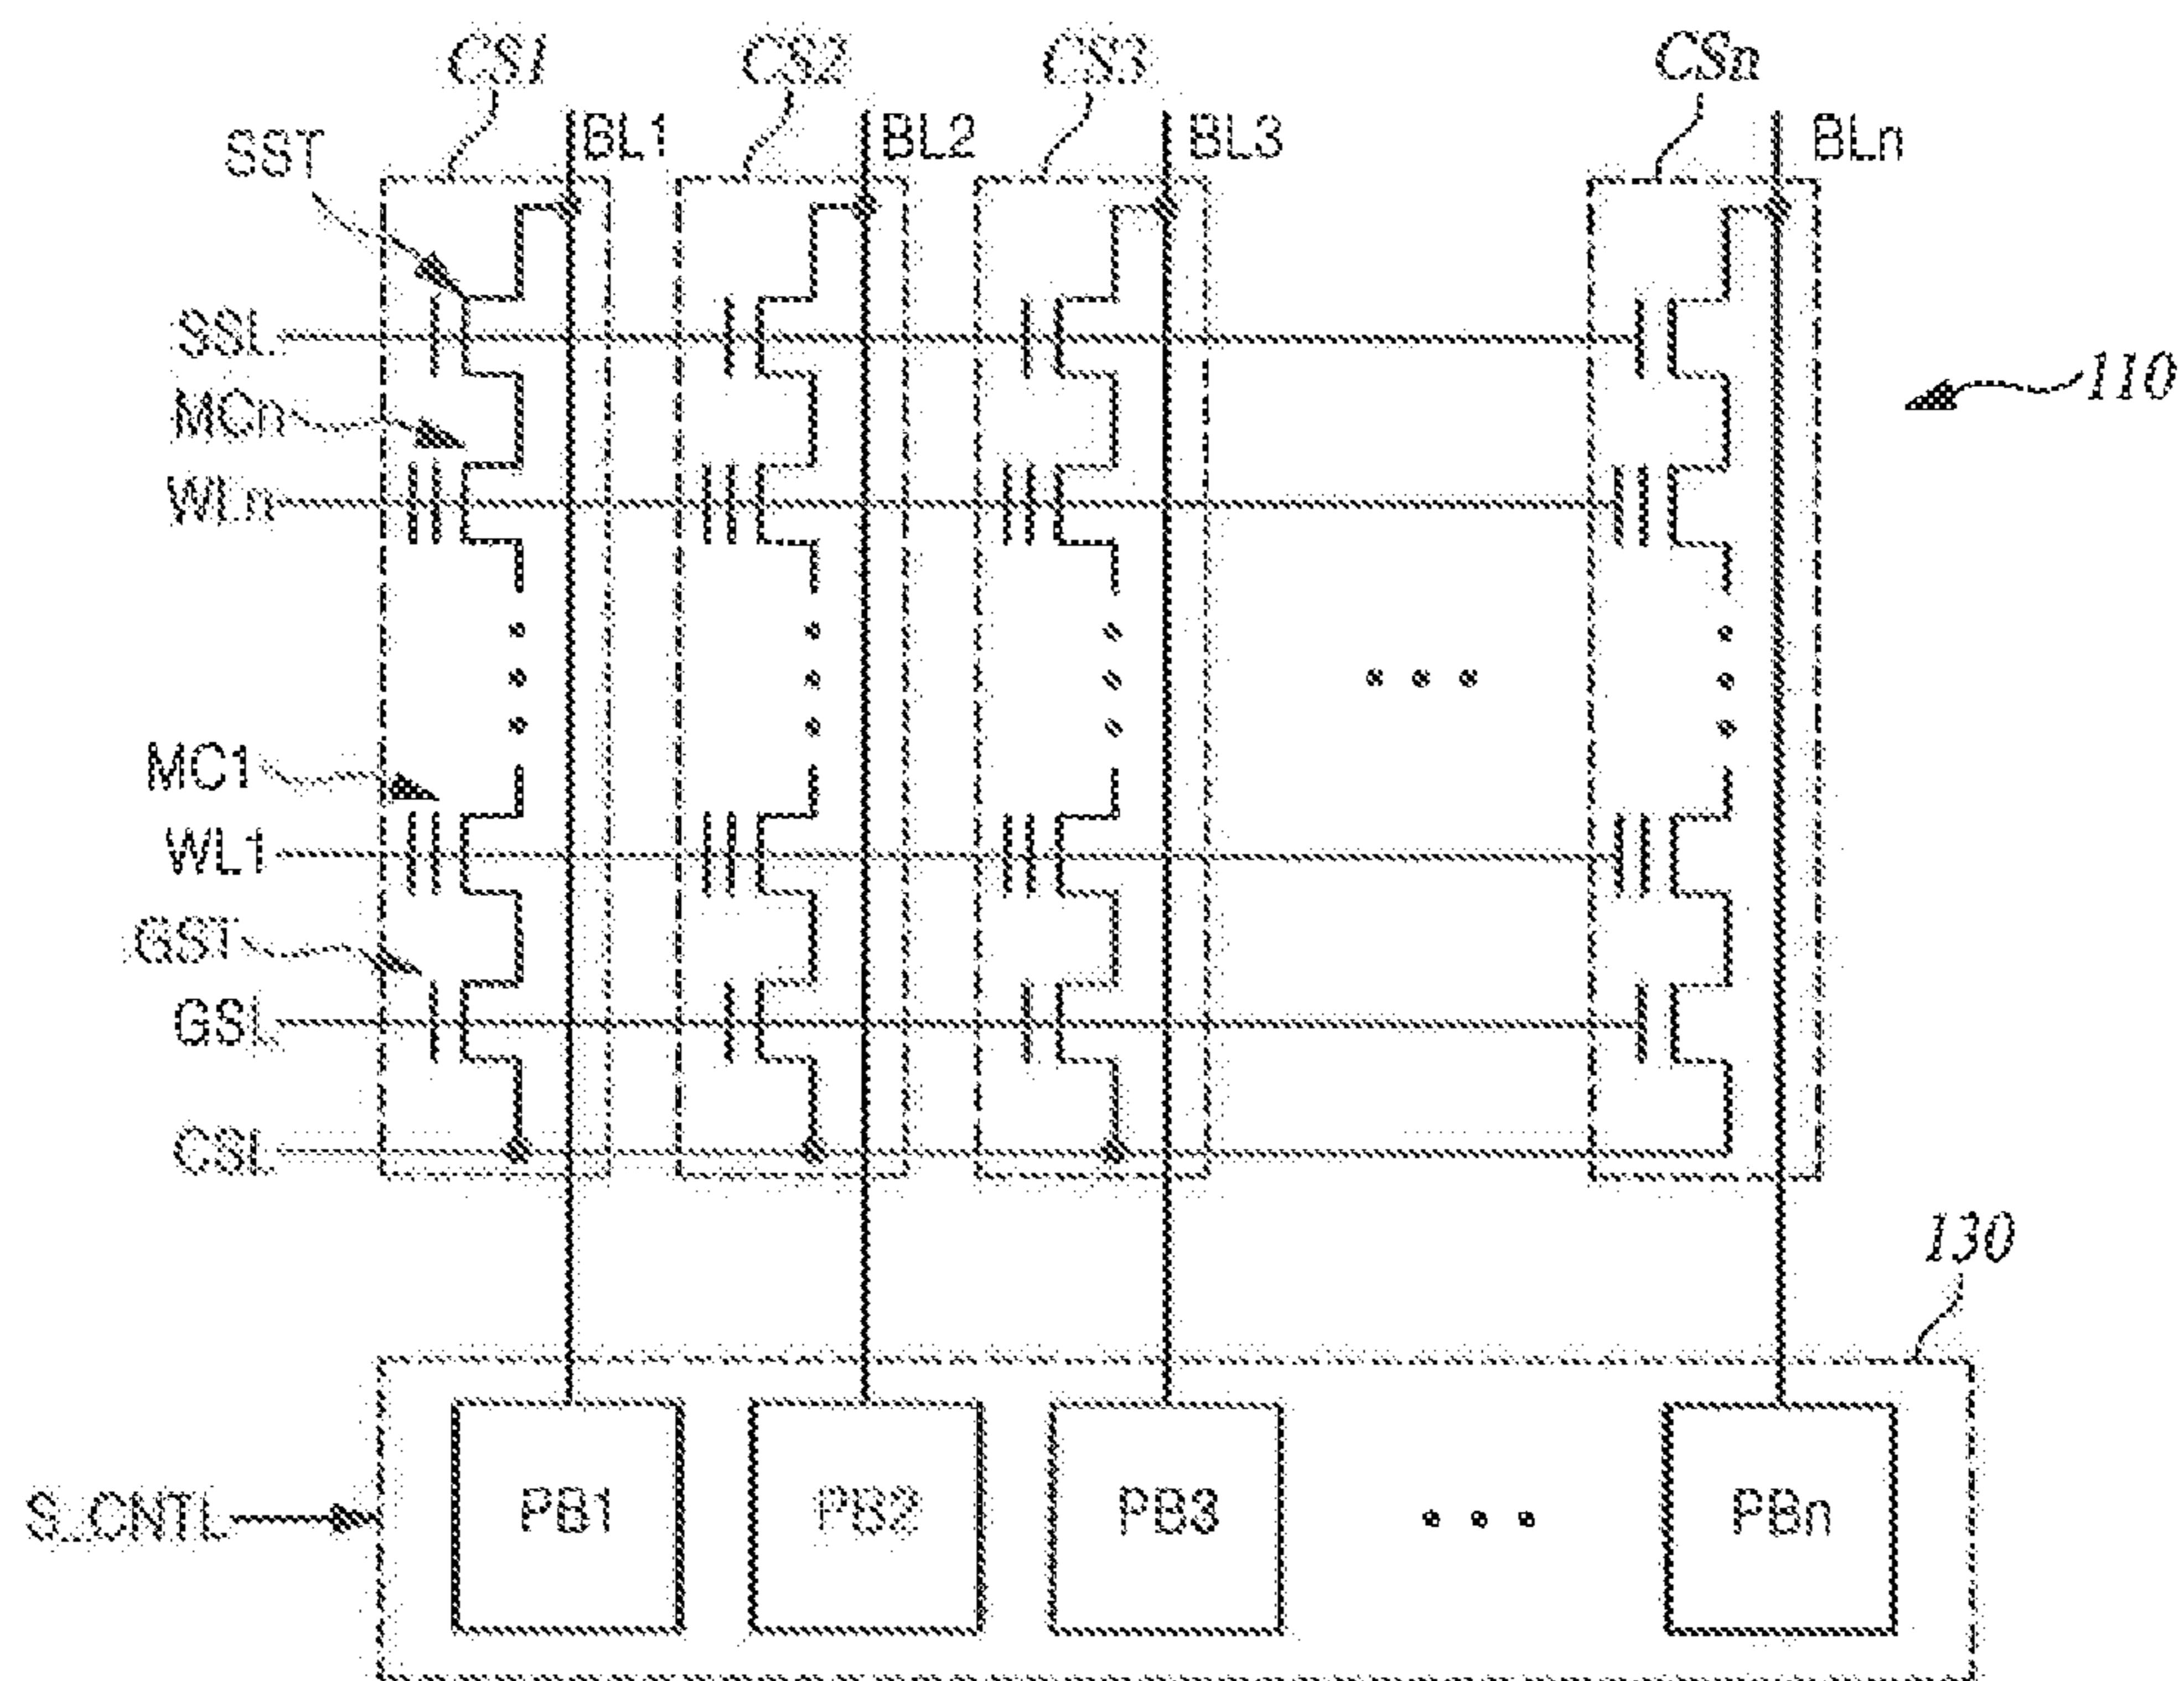 CS1 CS2 CS3 CSn
SST BL1 BL2 BL3 BLn
SSL
110
MCn
WLn
MC1
WL1
GST
GSL
CSL
130
S_CNTL PB1 PB2 PB3 PBn